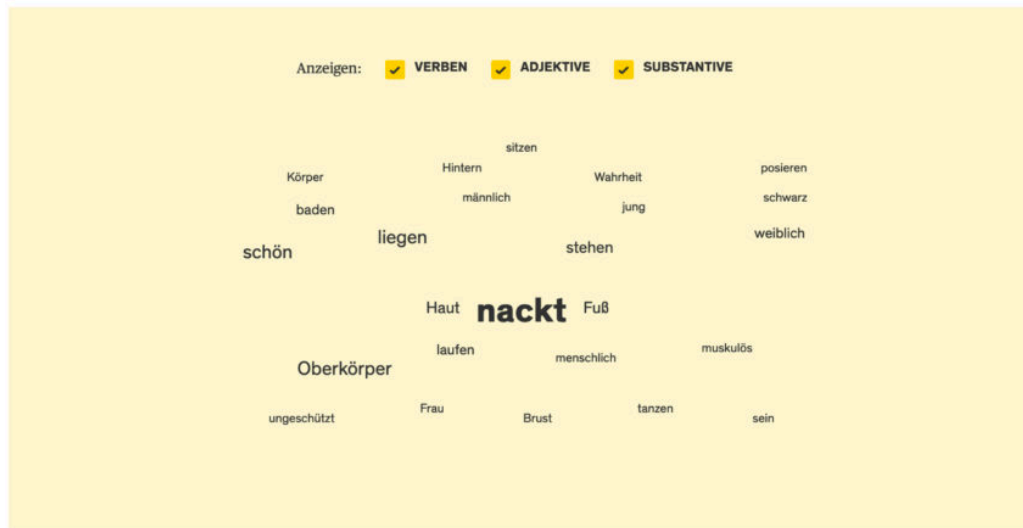 Anzeigen: VERBEN ADJEKTIVE SUBSTANTIVE
sitzen
Hintern posieren
Körper Wahrheit
männlich schwarz
baden jung
liegen weiblich
schön stehen
Haut nackt Fuß
laufen muskulös
Oberkörper menschlich
Frau tanzen
ungeschützt Brust sein